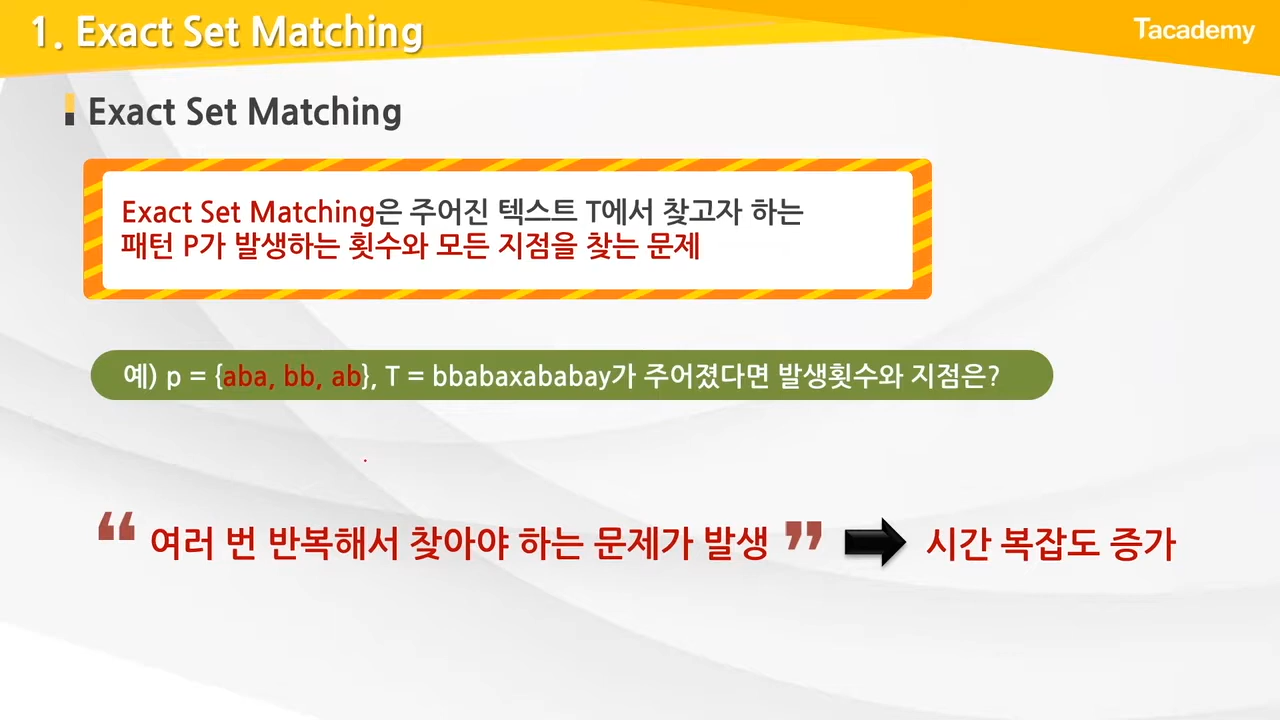 1. Exact Set Matching
Tacademy
Exact Set Matching
Exact Set Matching은 주어진 텍스트 T에서 찾고자 하는
패턴 P가 발생하는 횟수와 모든 지점을 찾는 문제
예) p = {aba, bb, ab}, T = bbabaxababay가 주어졌다면 발생횟수와 지점은?
“ 여러 번 반복해서 찾아야 하는 문제가 발생 ” ➡ 시간 복잡도 증가